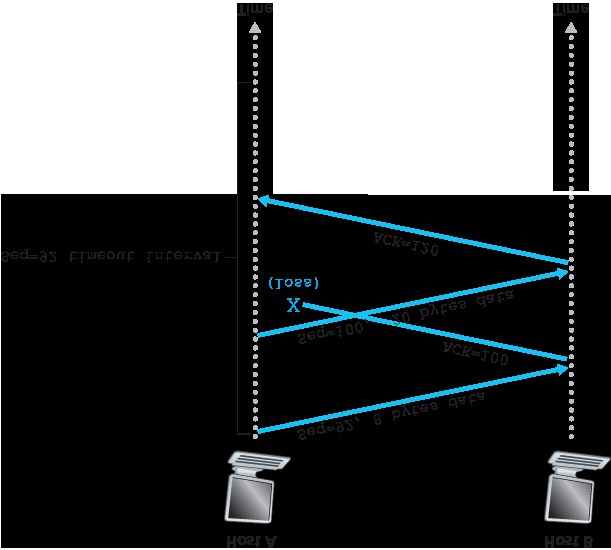 Host A
Host B
Seq=92, 8 bytes data
ACK=100
Seq=100, 20 bytes data
X
(loss)
Seq=92 timeout interval
ACK=120
Time
Time